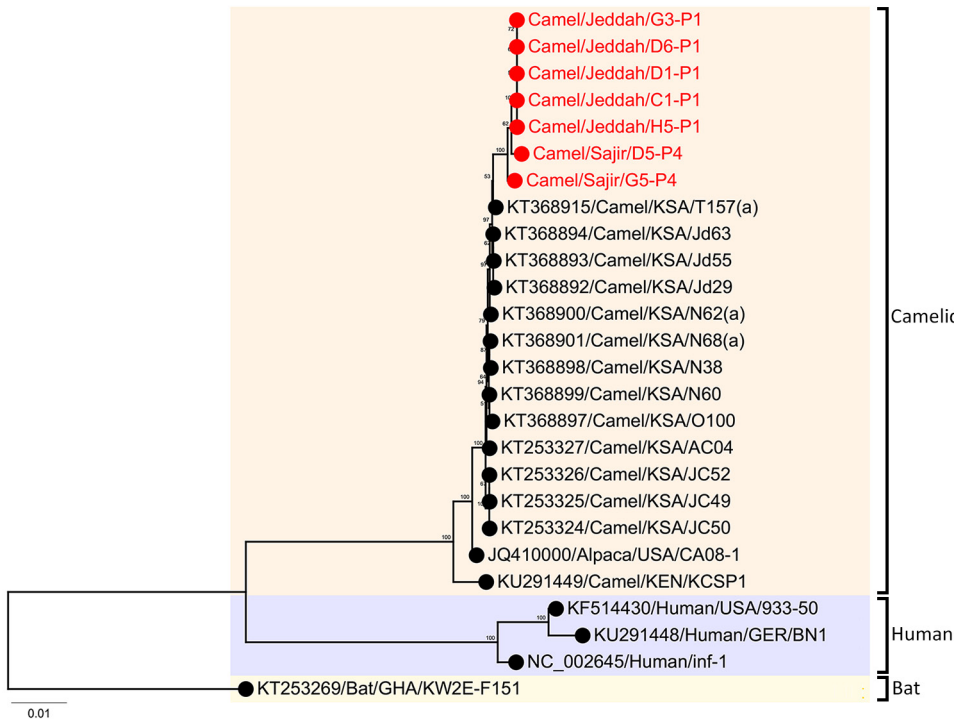 Camel/Jeddah/G3-P1
Camel/Jeddah/D6-P1
Camel/Jeddah/D1-P1
Camel/Jeddah/C1-P1
Camel/Jeddah/H5-P1
Camel/Sajir/D5-P4
Camel/Sajir/G5-P4
KT368915/Camel/KSA/T157(a)
KT368894/Camel/KSA/Jd63
KT368893/Camel/KSA/Jd55
KT368892/Camel/KSA/Jd29
KT368900/Camel/KSA/N62(a)
Camelid
KT368901/Camel/KSA/N68(a)
KT368898/Camel/KSA/N38
KT368899/Camel/KSA/N60
KT368897/Camel/KSA/O100
KT253327/Camel/KSA/AC04
KT253326/Camel/KSA/JC52
KT253325/Camel/KSA/JC49
KT253324/Camel/KSA/JC50
JQ410000/Alpaca/USA/CA08-1
KU291449/Camel/KEN/KCSP1
KF514430/Human/USA/933-50
KU291448/Human/GER/BN1
Human
NC_002645/Human/inf-1
KT253269/Bat/GHA/KW2E-F151
Bat
72
62
100
53
97
100
100
100
100
100
0.01